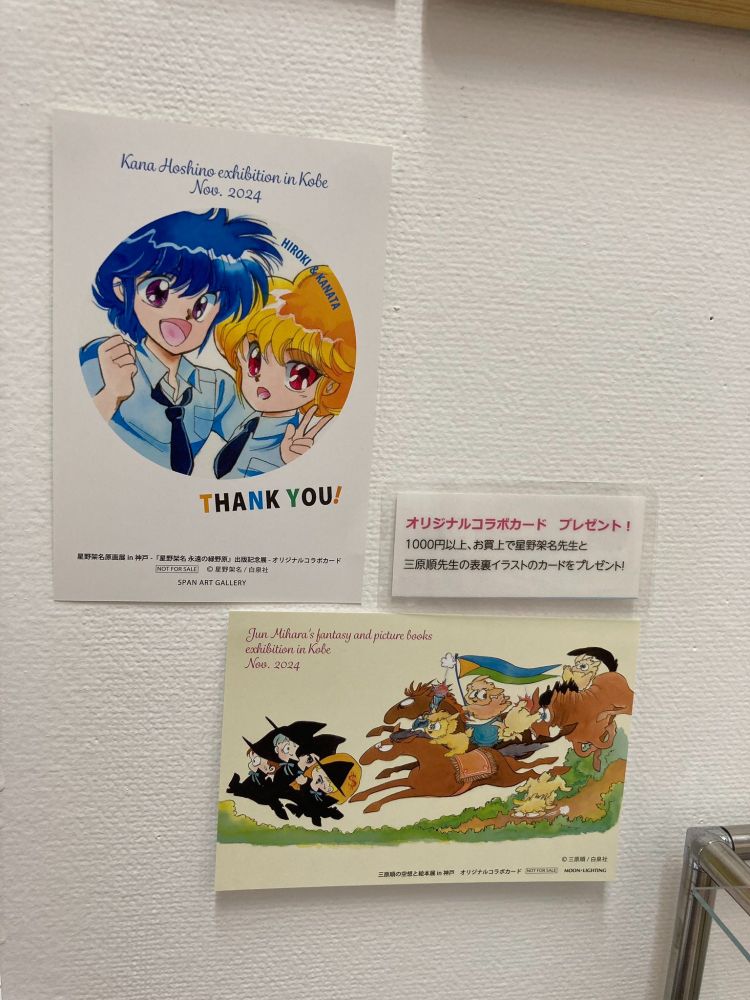 Kana Hoshino exhibition in Kobe
Nov. 2024
HIROKI & KANATA
THANK YOU!
星野架名原画展 in 神戸 -「星野架名 永遠の緑野原」出版記念展- オリジナルコラボカード
NOT FOR SALE © 星野架名 / 白泉社
SPAN ART GALLERY
オリジナルコラボカード プレゼント！
1000円以上、お買上で星野架名先生と
三原順先生の表裏イラストのカードをプレゼント!
Jun Mihara's fantasy and picture books
exhibition in Kobe
Nov. 2024
© 三原順 / 白泉社
三原順の空想と絵本展 in 神戸 オリジナルコラボカード NOT FOR SALE MOON-LIGHTING